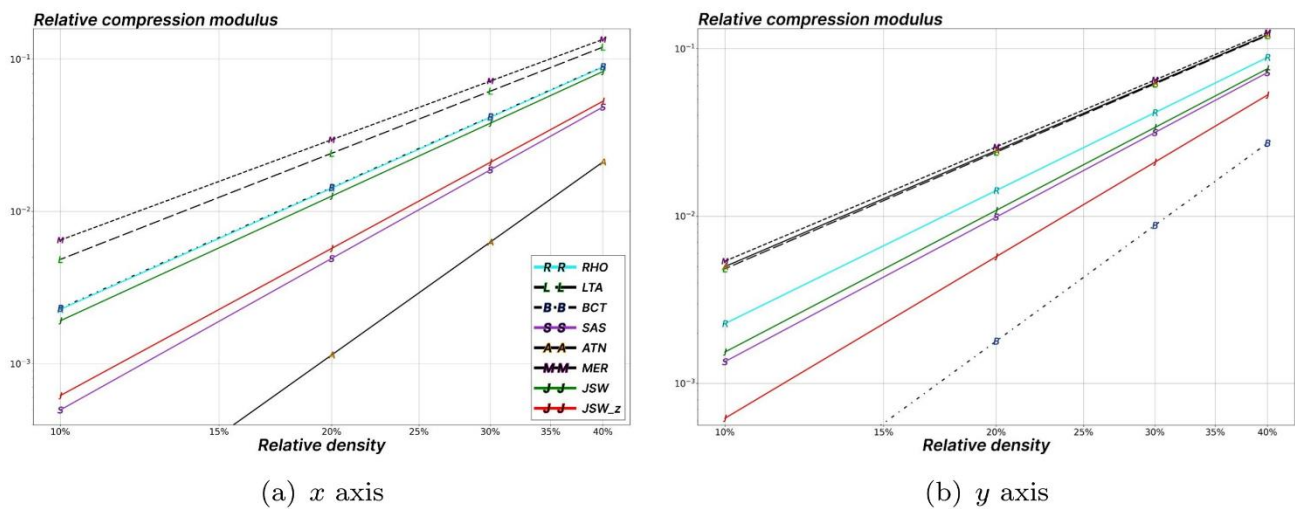 Relative compression modulus
10⁻¹
10⁻²
10⁻³
10%
15%
20%
25%
30%
35%
40%
Relative density
R R RHO
L L LTA
B B BCT
S S SAS
A A ATN
M M MER
J J JSW
J J JSW_z
(a) x axis
Relative compression modulus
10⁻¹
10⁻²
10⁻³
10%
15%
20%
25%
30%
35%
40%
Relative density
(b) y axis